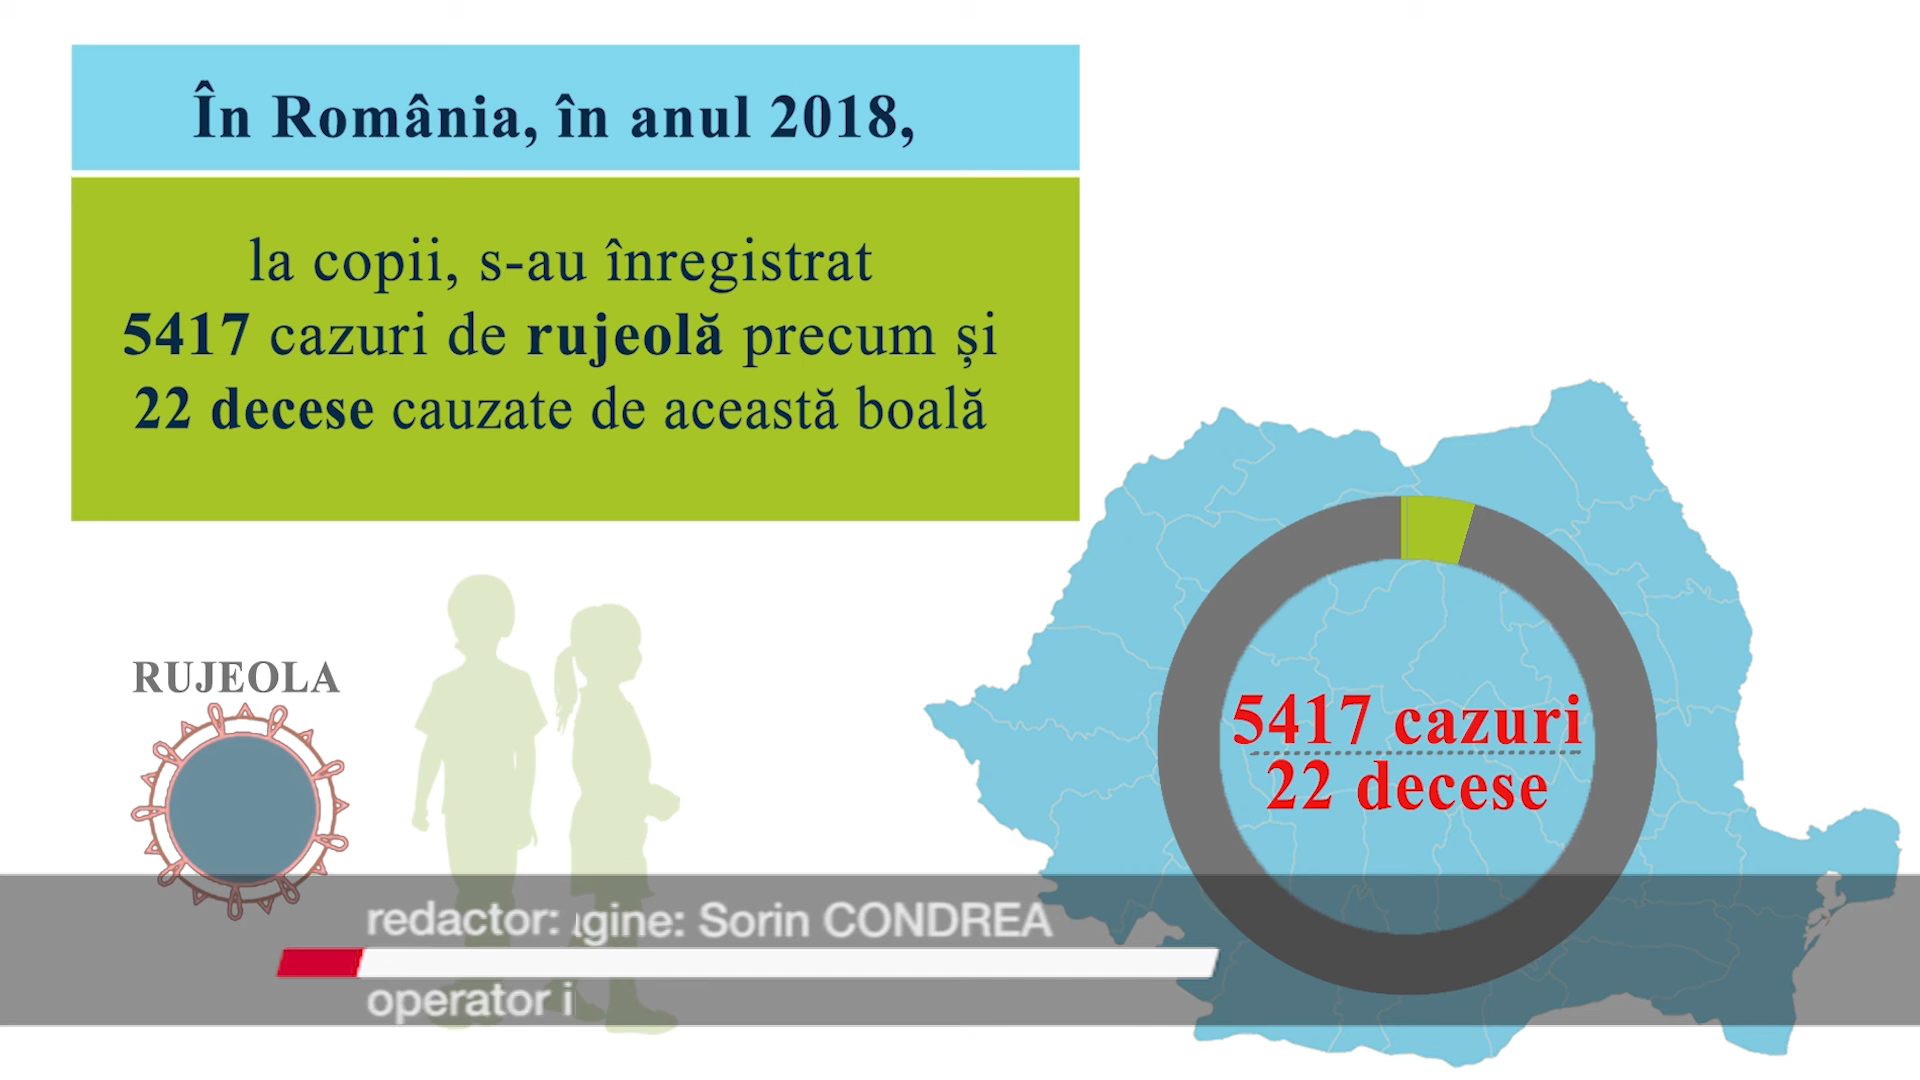 În România, în anul 2018,
la copii, s-au înregistrat
5417 cazuri de rujeolă precum și
22 decese cauzate de această boală
RUJEOLA
5417 cazuri
22 decese
redactor: gine: Sorin CONDREA
operator i